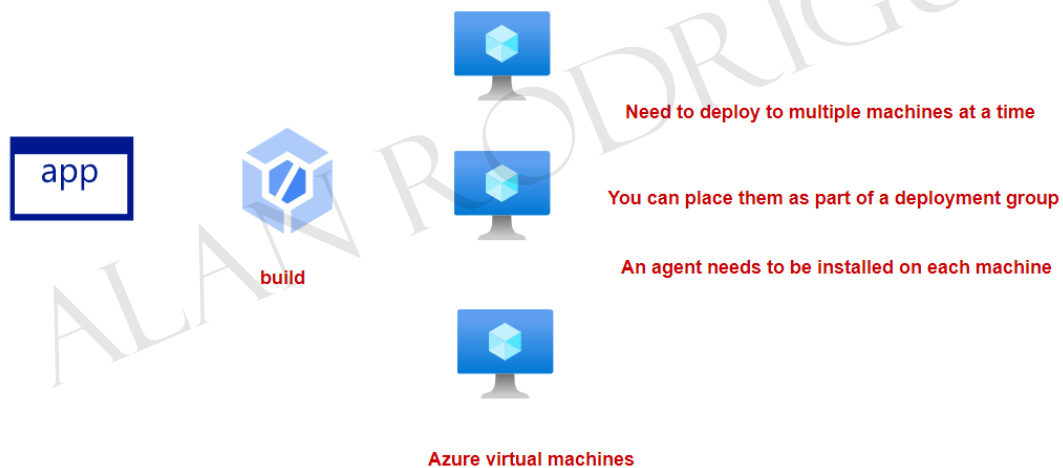 Need to deploy to multiple machines at a time
app
You can place them as part of a deployment group
An agent needs to be installed on each machine
build
Azure virtual machines
ALAN RODRIG